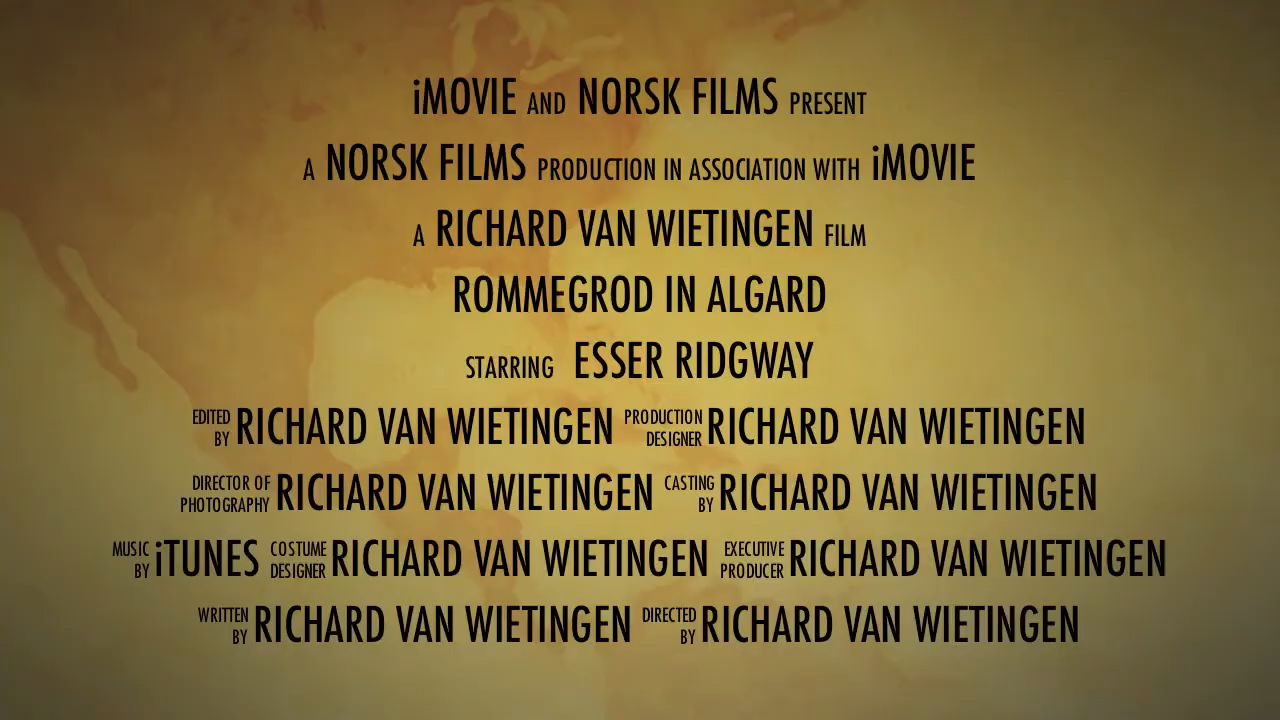 iMOVIE AND NORSK FILMS PRESENT
A NORSK FILMS PRODUCTION IN ASSOCIATION WITH iMOVIE
A RICHARD VAN WIETINGEN FILM
ROMMEGROD IN ALGARD
STARRING ESSER RIDGWAY
EDITED BY RICHARD VAN WIETINGEN PRODUCTION DESIGNER RICHARD VAN WIETINGEN
DIRECTOR OF PHOTOGRAPHY RICHARD VAN WIETINGEN CASTING BY RICHARD VAN WIETINGEN
MUSIC BY iTUNES COSTUME DESIGNER RICHARD VAN WIETINGEN EXECUTIVE PRODUCER RICHARD VAN WIETINGEN
WRITTEN BY RICHARD VAN WIETINGEN DIRECTED BY RICHARD VAN WIETINGEN